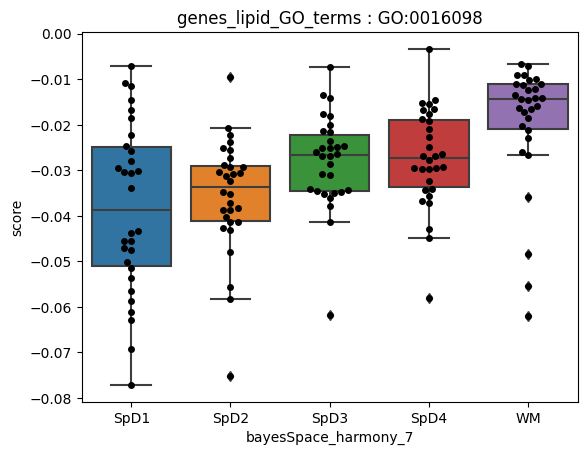 genes_lipid_GO_terms : GO:0016098
0.00
−0.01
−0.02
−0.03
−0.04
−0.05
−0.06
−0.07
−0.08
score
SpD1 SpD2 SpD3 SpD4 WM
bayesSpace_harmony_7